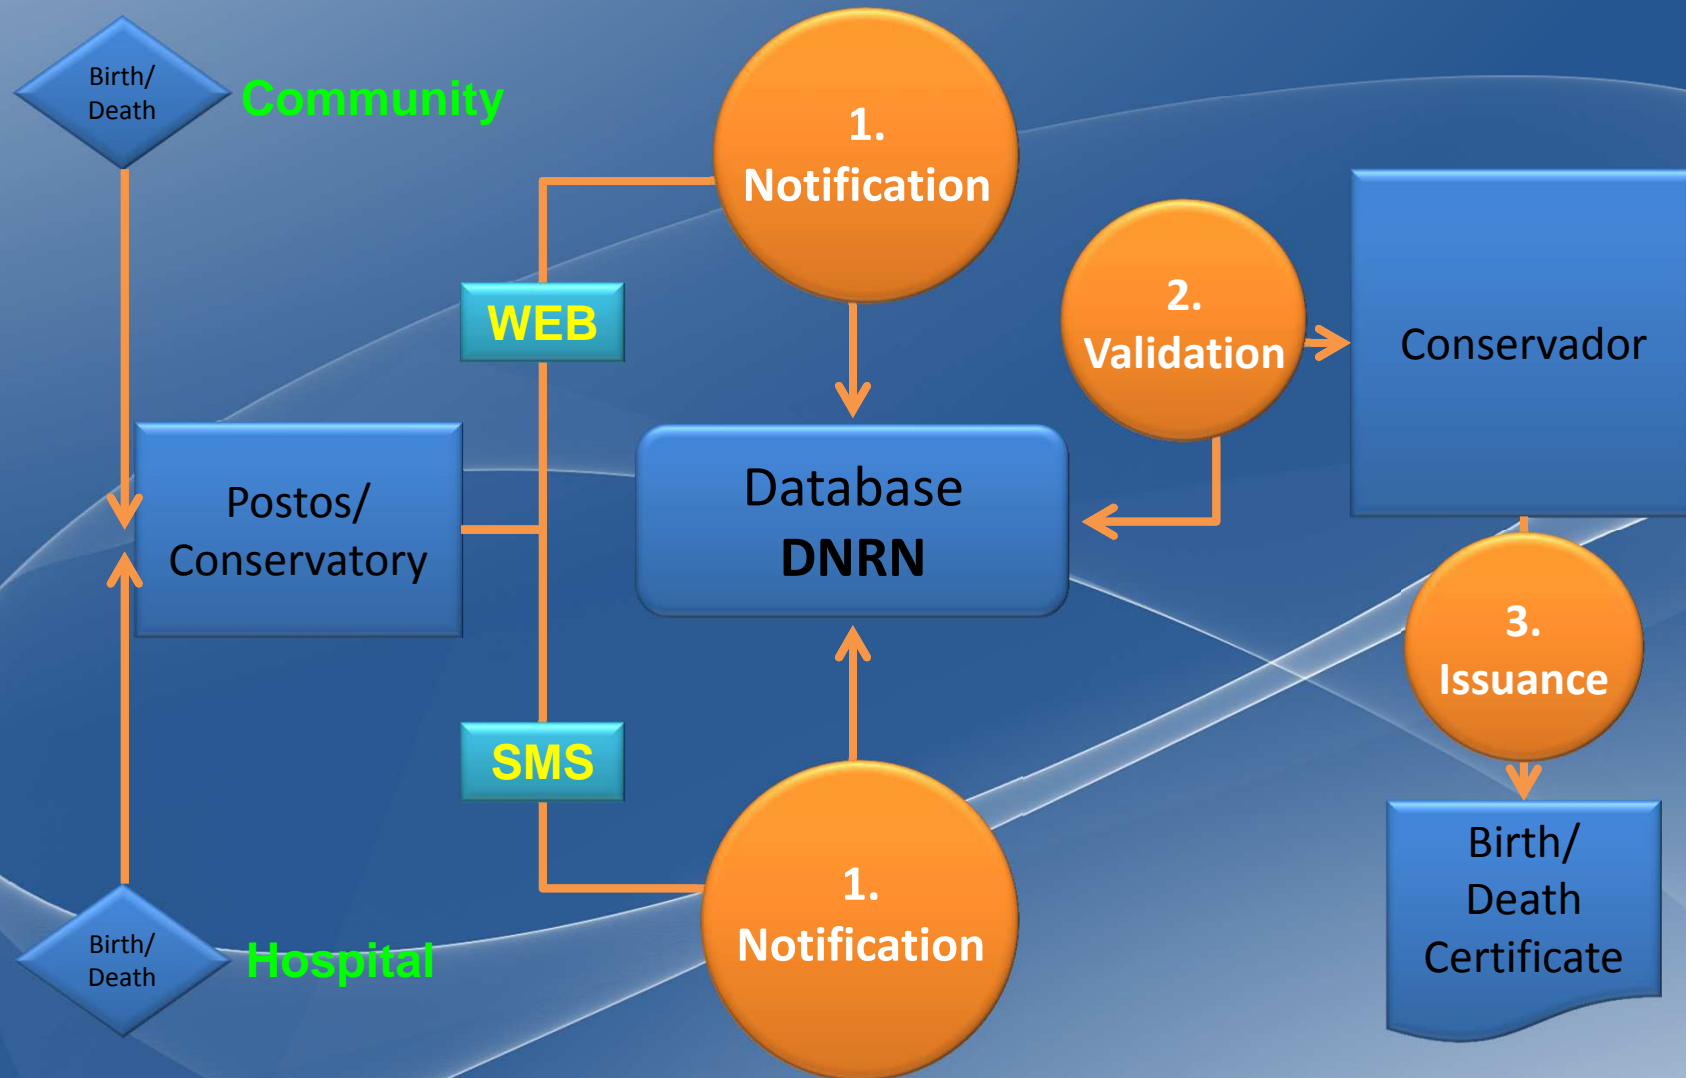 Birth/
Death
Community
1.
Notification
WEB
2.
Validation
Conservador
Postos/
Conservatory
Database
DNRN
3.
Issuance
SMS
Birth/
Death
Hospital
1.
Notification
Birth/
Death
Certificate